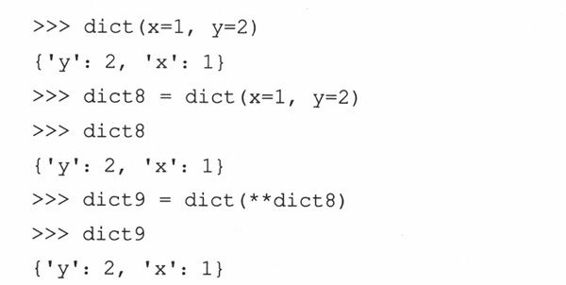 >>> dict(x=1, y=2)
{'y': 2, 'x': 1}
>>> dict8 = dict(x=1, y=2)
>>> dict8
{'y': 2, 'x': 1}
>>> dict9 = dict(**dict8)
>>> dict9
{'y': 2, 'x': 1}